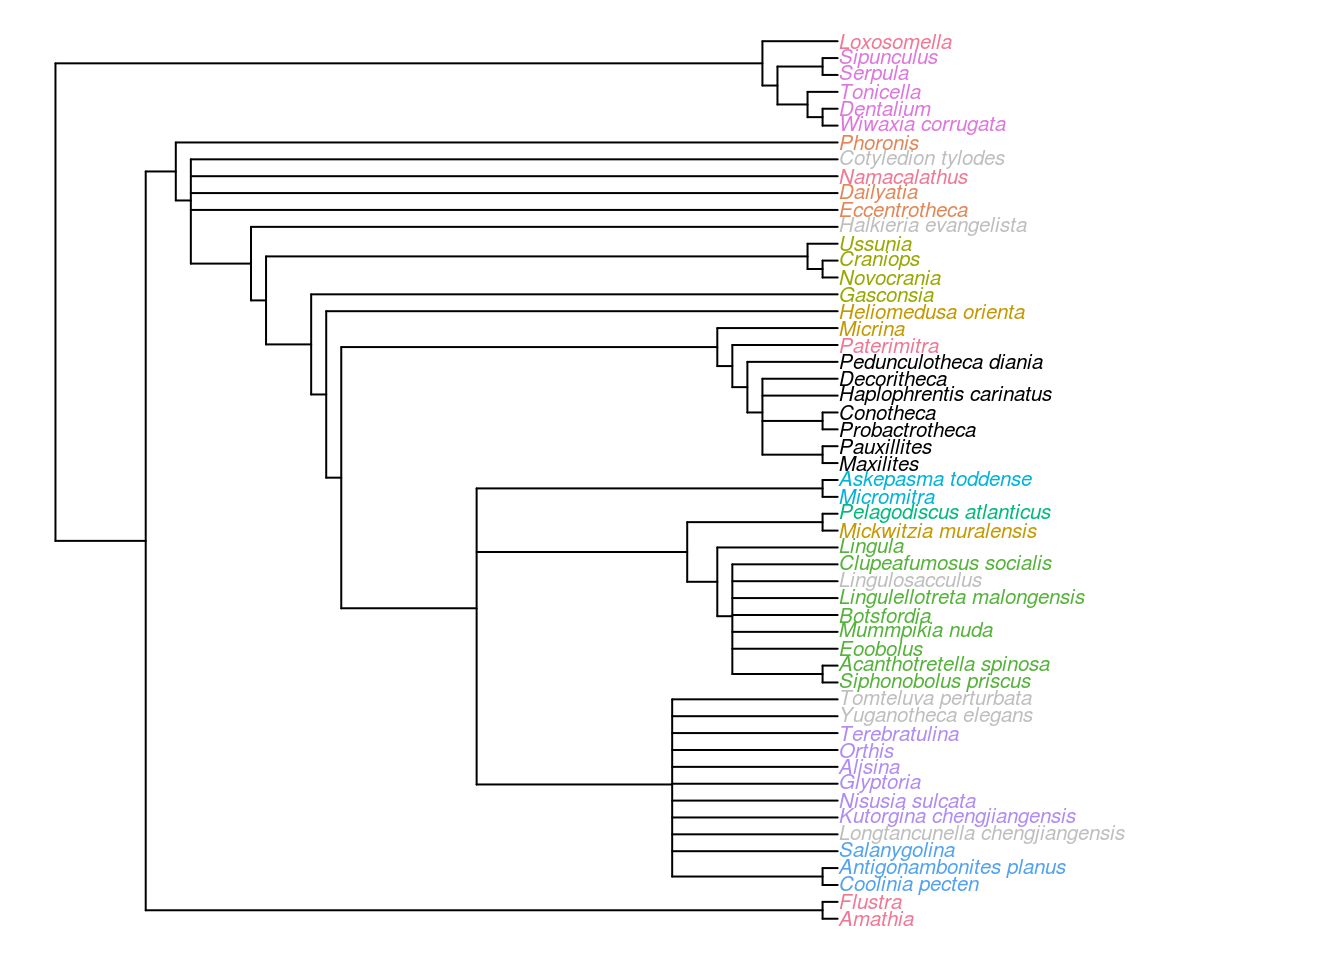 Loxosomella
Sipunculus
Serpula
Tonicella
Dentalium
Wiwaxia corrugata
Phoronis
Cotyledion tylodes
Namacalathus
Dailyatia
Eccentrotheca
Halkieria evangelista
Ussunia
Craniops
Novocrania
Gasconsia
Heliomedusa orienta
Micrina
Paterimitra
Pedunculotheca diania
Decoritheca
Haplophrentis carinatus
Conotheca
Probactrotheca
Pauxillites
Maxilites
Askepasma toddense
Micromitra
Pelagodiscus atlanticus
Mickwitzia muralensis
Lingula
Clupeafumosus socialis
Lingulosacculus
Lingulellotreta malongensis
Botsfordia
Mummpikia nuda
Eoobolus
Acanthotretella spinosa
Siphonobolus priscus
Tomteluva perturbata
Yuganotheca elegans
Terebratulina
Orthis
Alisina
Glyptoria
Nisusia sulcata
Kutorgina chengjiangensis
Longtancunella chengjiangensis
Salanygolina
Antigonambonites planus
Coolinia pecten
Flustra
Amathia